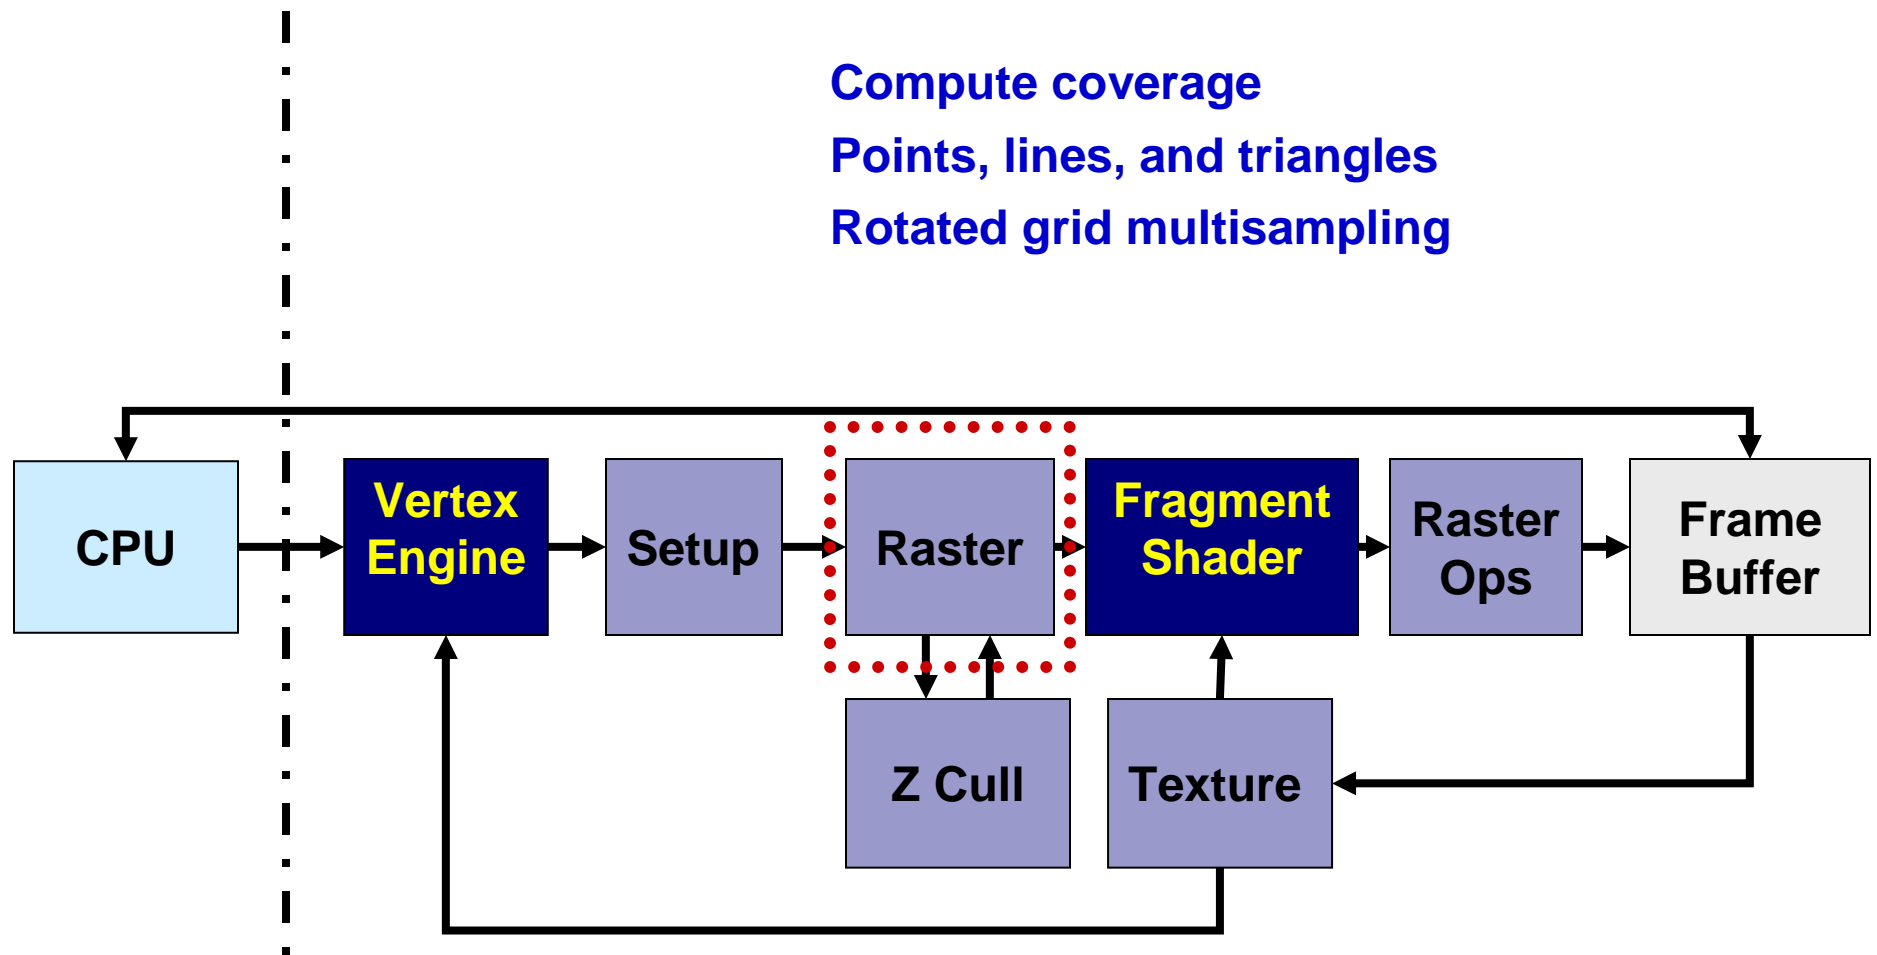 Compute coverage
Points, lines, and triangles
Rotated grid multisampling
CPU
Vertex
Engine
Setup
Raster
Fragment
Shader
Raster
Ops
Frame
Buffer
Z Cull
Texture